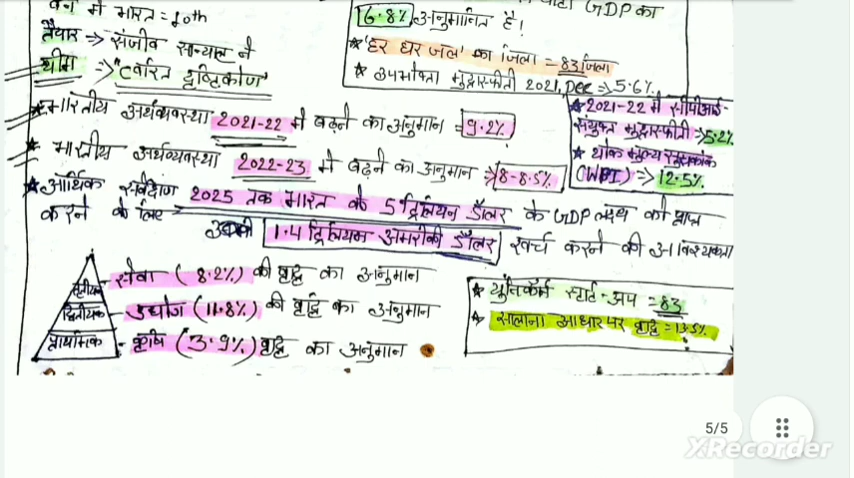 में भारत = 10th
GDP का
6.8% अनुमानित है!
तैयार → संजीव सान्याल ने
थीम ⇒ "त्वरित दृष्टिकोण"
* 'हर घर जल' का जिला = 83 जिला
* उपभोक्ता मुद्रास्फीति 2021, Dec ⇒ 5.6%
* भारतीय अर्थव्यवस्था 2021-22 में बढ़ने का अनुमान = 9.2%
* भारतीय अर्थव्यवस्था 2022-23 में बढ़ने का अनुमान ⇒ 8-8.5%
* 2021-22 में सीपीआई
संयुक्त मुद्रास्फीति ⇒ 5.2%
* थोक मूल्य सूचकांक
(WPI) ⇒ 12.5%
* आर्थिक सर्वेक्षण 2025 तक भारत को 5 ट्रिलियन डॉलर के GDP लक्ष्य को प्राप्त
करने के लिए 1.4 ट्रिलियन अमरीकी डॉलर खर्च करने की आवश्यकता
तृतीयक - सेवा (8.2%) की वृद्धि का अनुमान
द्वितीयक - उद्योग (11.8%) की वृद्धि का अनुमान
प्राथमिक - कृषि (3.9%) वृद्धि का अनुमान
* यूनिकॉर्न स्टार्ट-अप = 83
* सालाना आधार पर वृद्धि = 13.5%
5/5
XRecorder